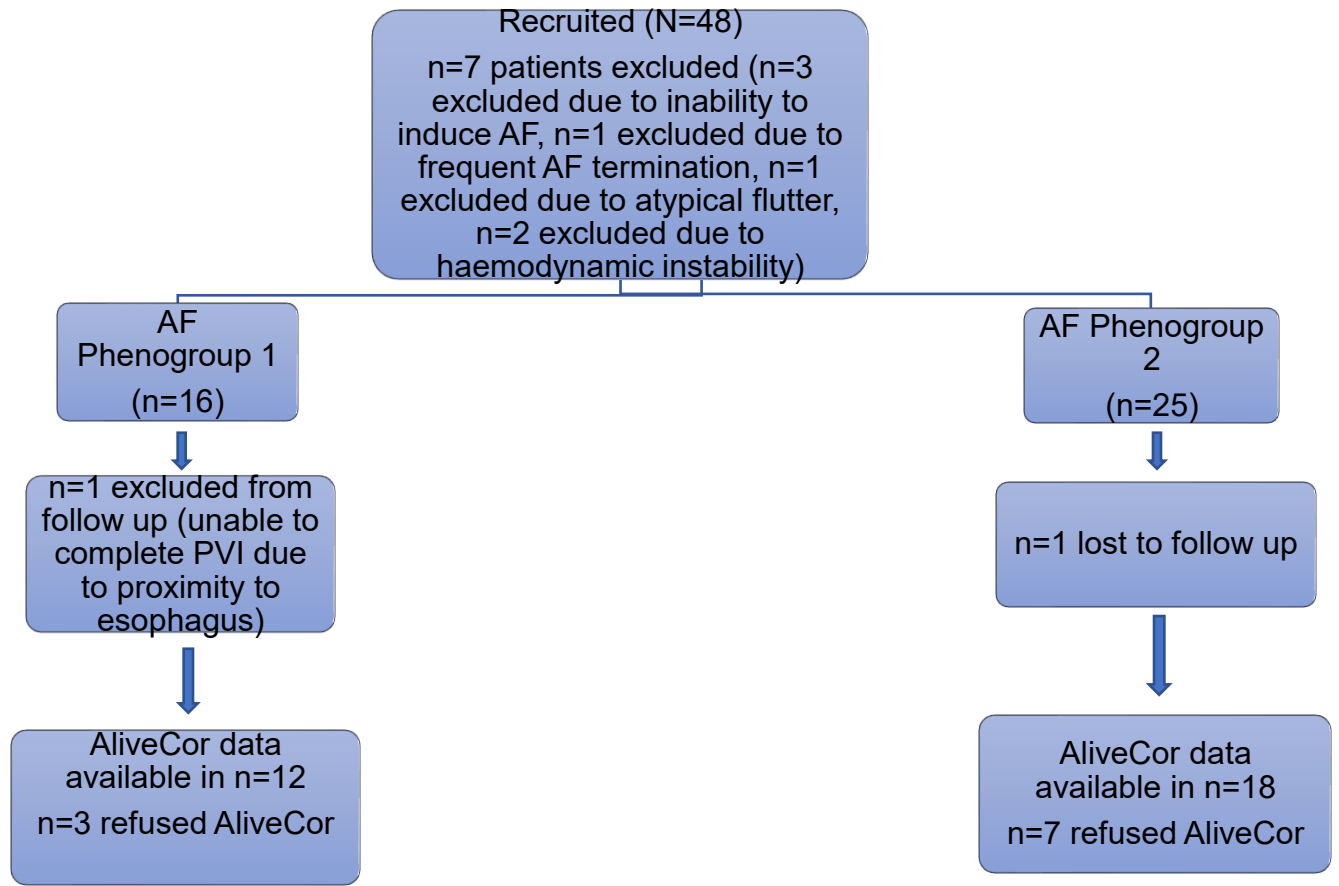 Recruited (N=48)
n=7 patients excluded (n=3
excluded due to inability to
induce AF, n=1 excluded due to
frequent AF termination, n=1
excluded due to atypical flutter,
n=2 excluded due to
haemodynamic instability)
AF
Phenogroup 1
(n=16)
n=1 excluded from
follow up (unable to
complete PVI due
to proximity to
esophagus)
AliveCor data
available in n=12
n=3 refused AliveCor
AF Phenogroup
2
(n=25)
n=1 lost to follow up
AliveCor data
available in n=18
n=7 refused AliveCor